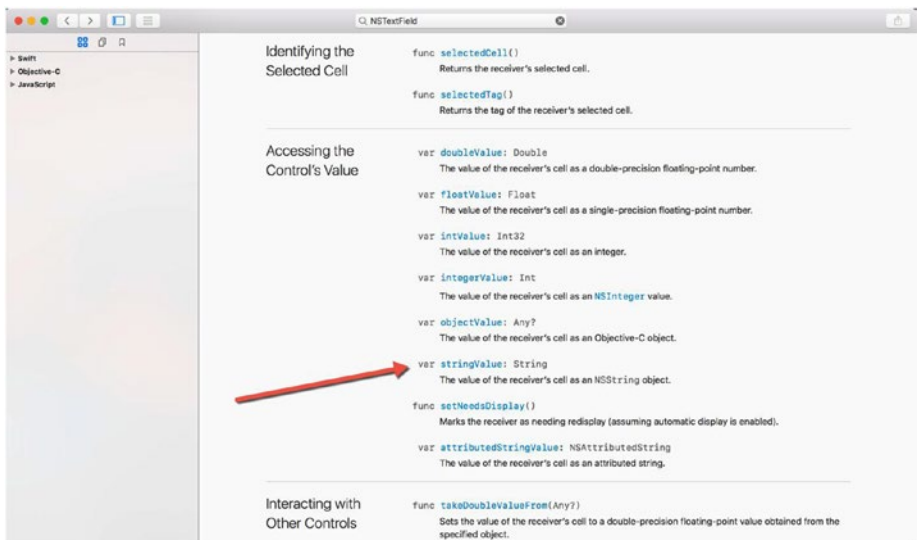 NSTextField
Swift
Objective-C
JavaScript
Identifying the
Selected Cell
func selectedCell()
Returns the receiver's selected cell.
func selectedTag()
Returns the tag of the receiver's selected cell.
Accessing the
Control's Value
var doubleValue: Double
The value of the receiver's cell as a double-precision floating-point number.
var floatValue: Float
The value of the receiver's cell as a single-precision floating-point number.
var intValue: Int32
The value of the receiver's cell as an integer.
var integerValue: Int
The value of the receiver's cell as an NSInteger value.
var objectValue: Any?
The value of the receiver's cell as an Objective-C object.
var stringValue: String
The value of the receiver's cell as an NSString object.
func setNeedsDisplay()
Marks the receiver as needing redisplay (assuming automatic display is enabled).
var attributedStringValue: NSAttributedString
The value of the receiver's cell as an attributed string.
Interacting with
Other Controls
func takeDoubleValueFrom(Any?)
Sets the value of the receiver's cell to a double-precision floating-point value obtained from the
specified object.